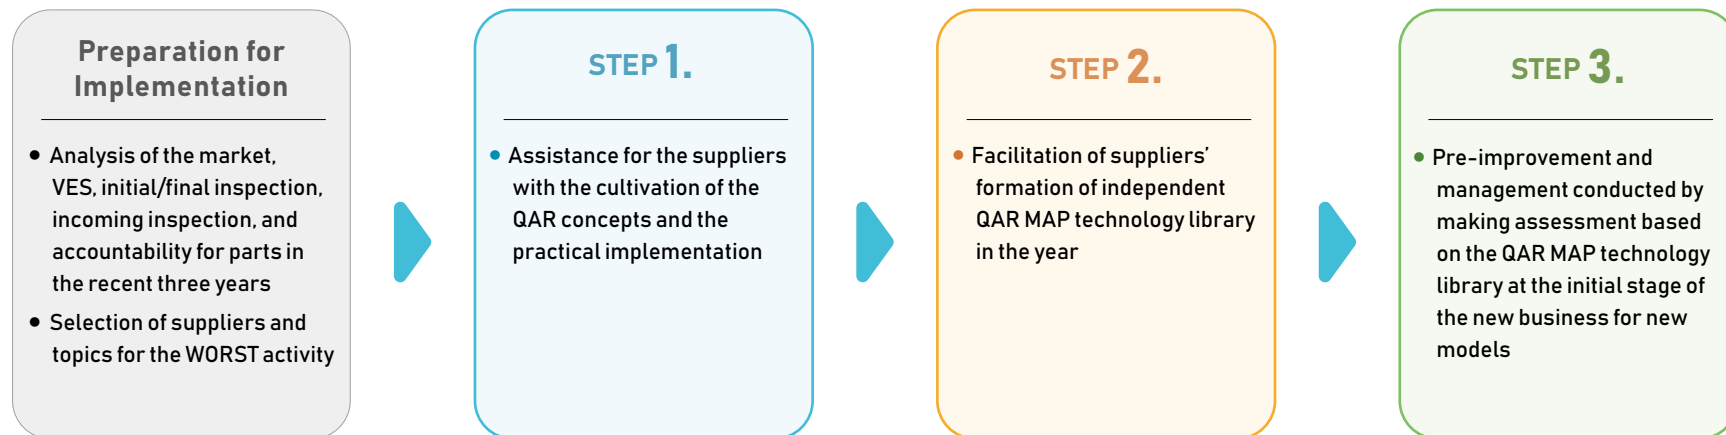 Preparation for
Implementation
• Analysis of the market,
VES, initial/final inspection,
incoming inspection, and
accountability for parts in
the recent three years
• Selection of suppliers and
topics for the WORST activity
STEP 1.
• Assistance for the suppliers
with the cultivation of the
QAR concepts and the
practical implementation
STEP 2.
• Facilitation of suppliers’
formation of independent
QAR MAP technology library
in the year
STEP 3.
• Pre-improvement and
management conducted by
making assessment based
on the QAR MAP technology
library at the initial stage of
the new business for new
models